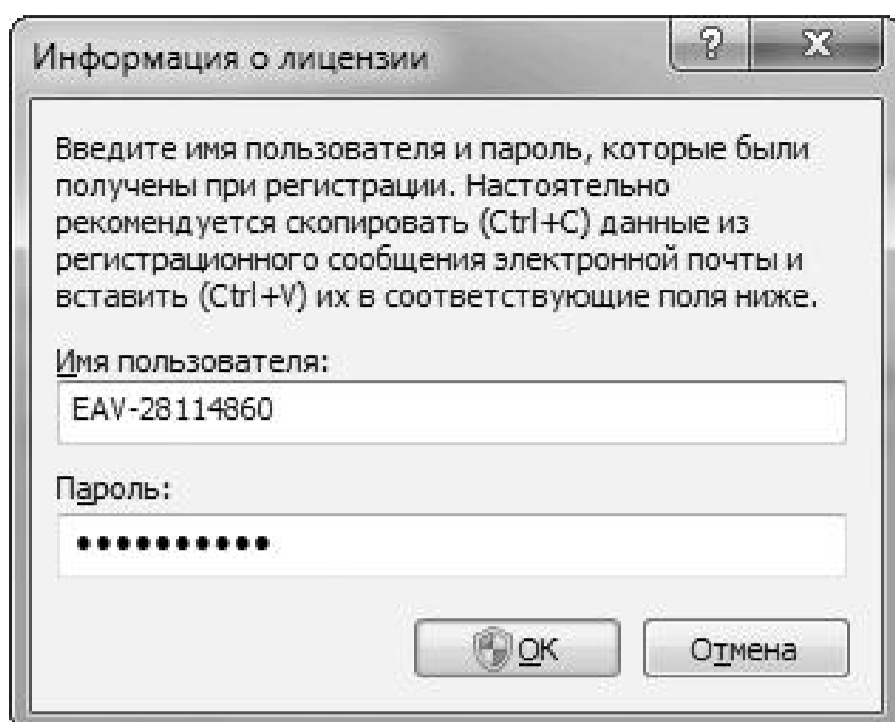 Информация о лицензии
Введите имя пользователя и пароль, которые были
получены при регистрации. Настоятельно
рекомендуется скопировать (Ctrl+C) данные из
регистрационного сообщения электронной почты и
вставить (Ctrl+V) их в соответствующие поля ниже.
Имя пользователя:
EAV-28114860
Пароль:
••••••••••
OK Отмена